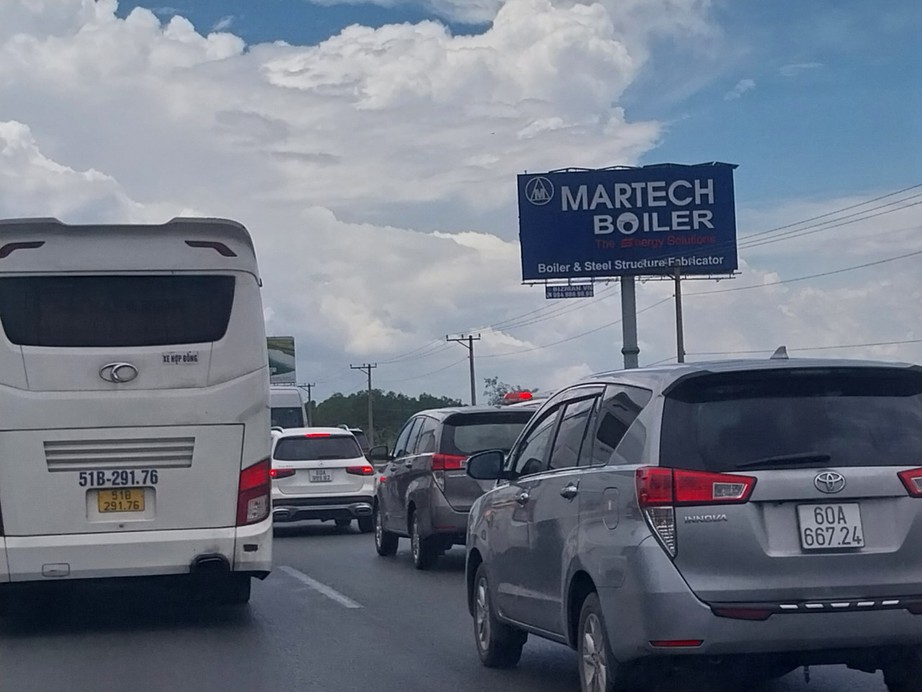 MARTECH
BOILER
The Energy Solutions
Boiler & Steel Structure Fabricator
XE HỢP ĐỒNG
51B-291.76
51B
291.76
INNOVA
60A
667.24